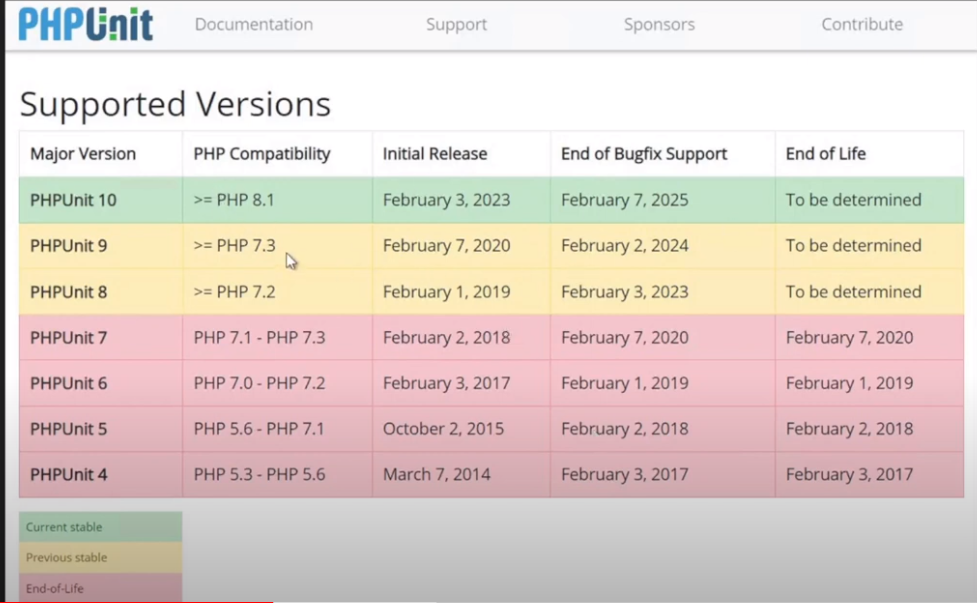 PHPUnit Documentation Support Sponsors Contribute
Supported Versions
Major Version PHP Compatibility Initial Release End of Bugfix Support End of Life
PHPUnit 10 >= PHP 8.1 February 3, 2023 February 7, 2025 To be determined
PHPUnit 9 >= PHP 7.3 February 7, 2020 February 2, 2024 To be determined
PHPUnit 8 >= PHP 7.2 February 1, 2019 February 3, 2023 To be determined
PHPUnit 7 PHP 7.1 - PHP 7.3 February 2, 2018 February 7, 2020 February 7, 2020
PHPUnit 6 PHP 7.0 - PHP 7.2 February 3, 2017 February 1, 2019 February 1, 2019
PHPUnit 5 PHP 5.6 - PHP 7.1 October 2, 2015 February 2, 2018 February 2, 2018
PHPUnit 4 PHP 5.3 - PHP 5.6 March 7, 2014 February 3, 2017 February 3, 2017
Current stable
Previous stable
End-of-Life